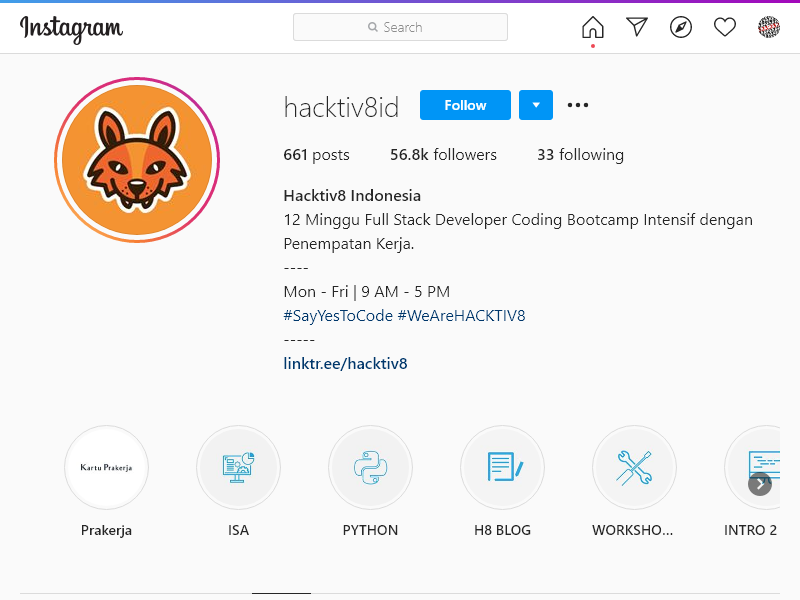 Instagram
Search
hacktiv8id
Follow
661 posts 56.8k followers 33 following
Hacktiv8 Indonesia
12 Minggu Full Stack Developer Coding Bootcamp Intensif dengan
Penempatan Kerja.
----
Mon - Fri | 9 AM - 5 PM
#SayYesToCode #WeAreHACKTIV8
-----
linktr.ee/hacktiv8
Kartu Prakerja
Prakerja ISA PYTHON H8 BLOG WORKSHO... INTRO 2